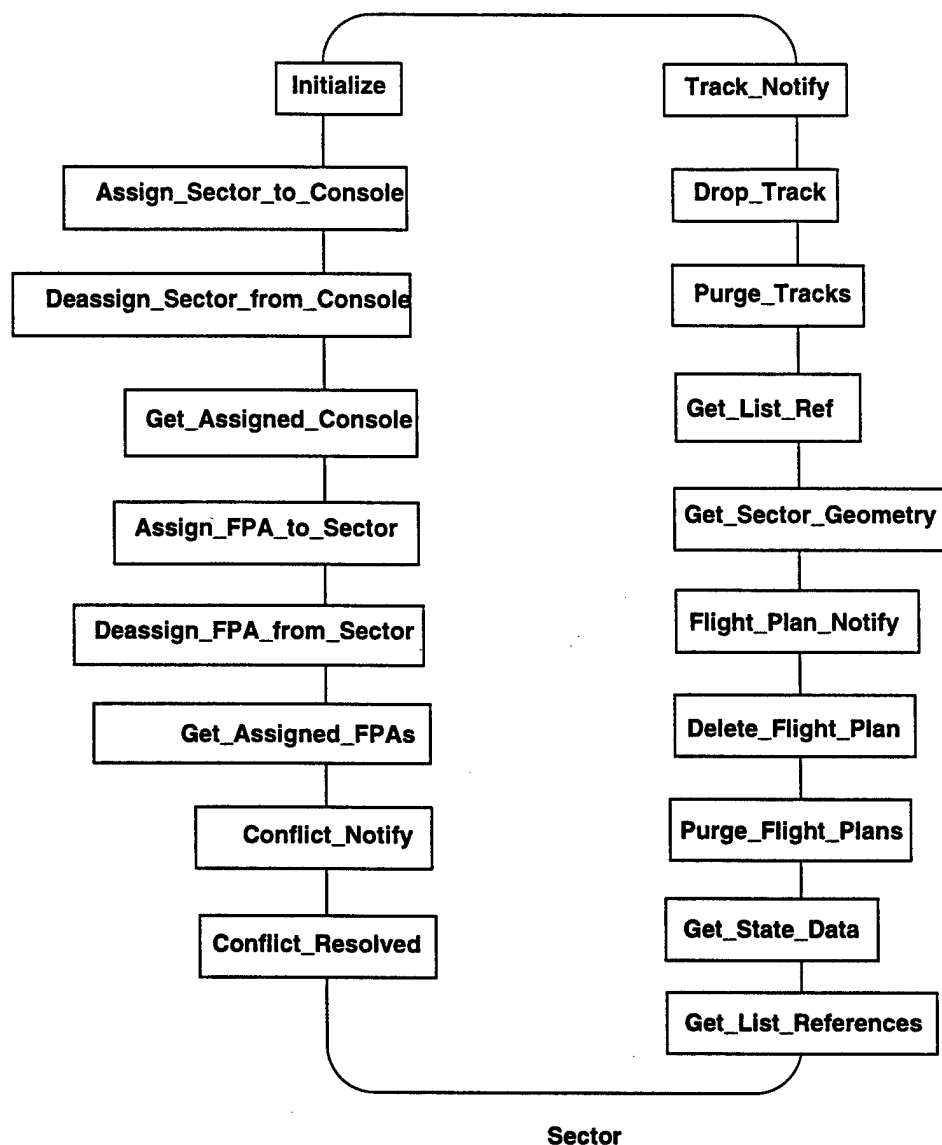 Initialize
Assign_Sector_to_Console
Deassign_Sector_from_Console
Get_Assigned_Console
Assign_FPA_to_Sector
Deassign_FPA_from_Sector
Get_Assigned_FPAs
Conflict_Notify
Conflict_Resolved
Track_Notify
Drop_Track
Purge_Tracks
Get_List_Ref
Get_Sector_Geometry
Flight_Plan_Notify
Delete_Flight_Plan
Purge_Flight_Plans
Get_State_Data
Get_List_References
Sector